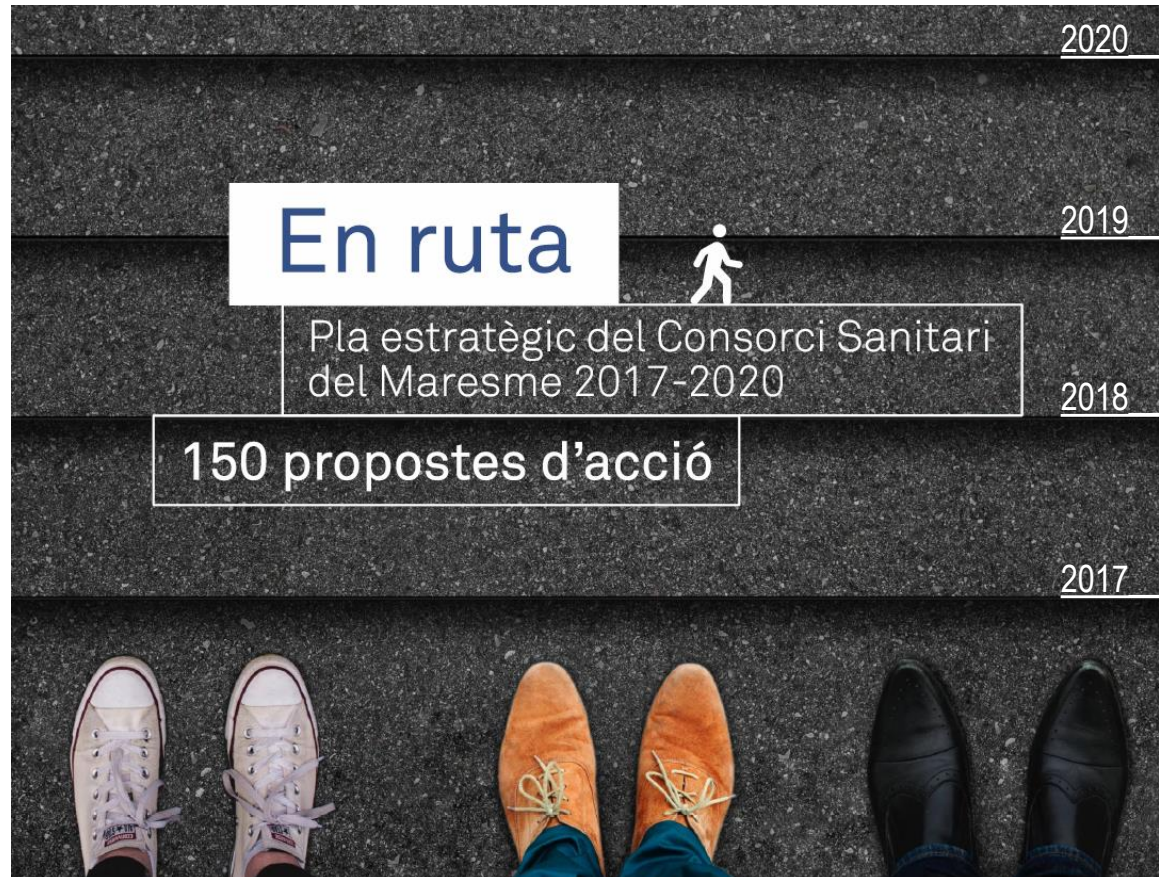 2020
2019
En ruta
Pla estratègic del Consorci Sanitari
del Maresme 2017-2020
2018
150 propostes d'acció
2017